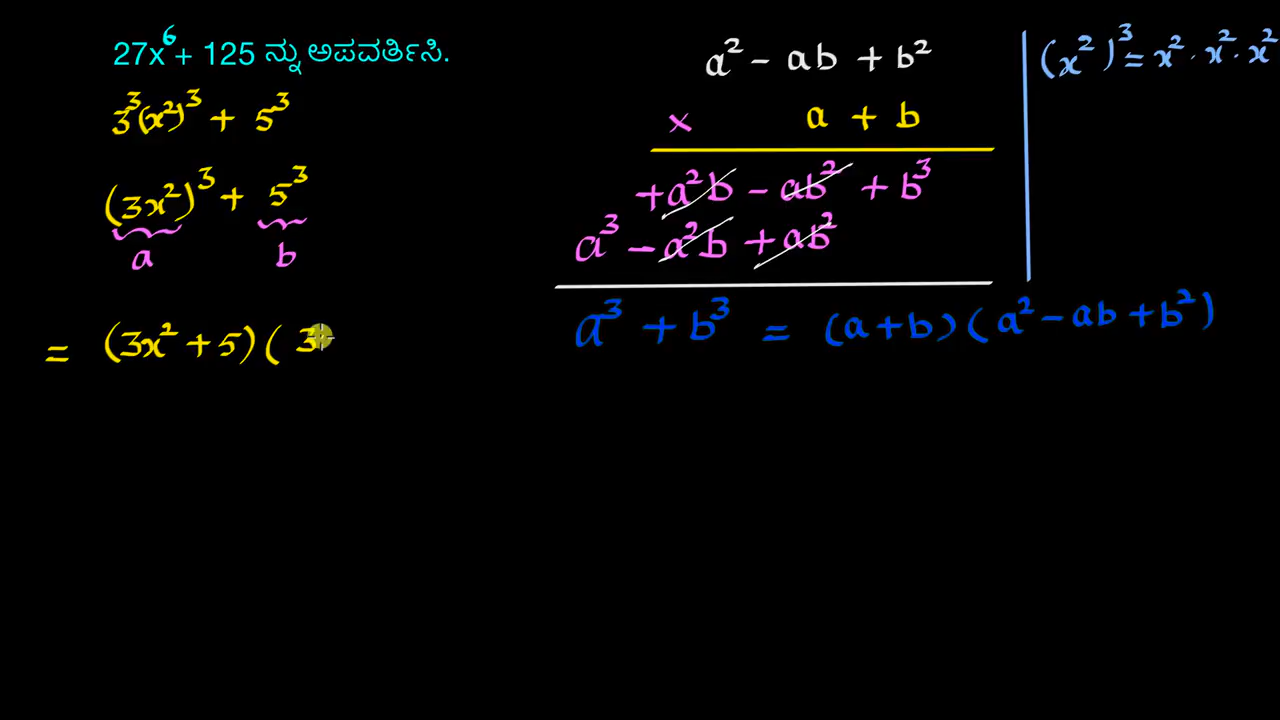 27x⁶ + 125 ನ್ನು ಅಪವರ್ತಿಸಿ.
3³(x²)³ + 5³
(3x²)³ + 5³
a b
= (3x² + 5) ( 3
a² - ab + b²
x a + b
+a²b - ab² + b³
a³ - a²b + ab²
a³ + b³ = (a + b) (a² - ab + b²)
(x²)³ = x² · x² · x²